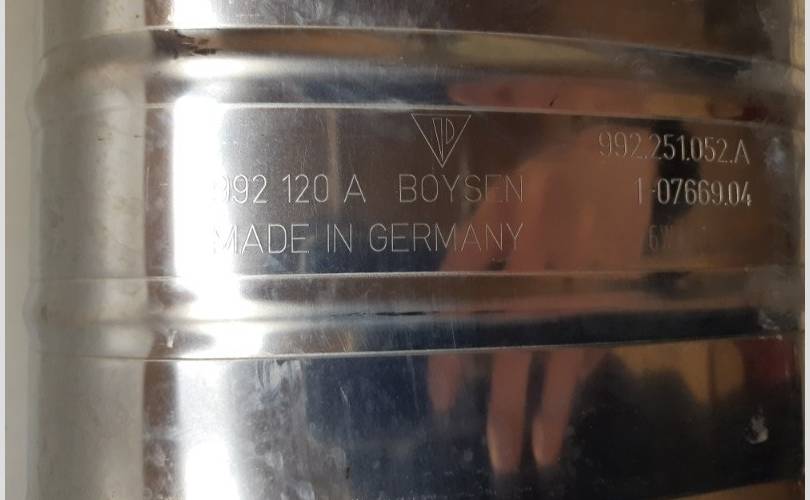 992.251.052.A
992 120 A BOYSEN 1-07669.04
MADE IN GERMANY